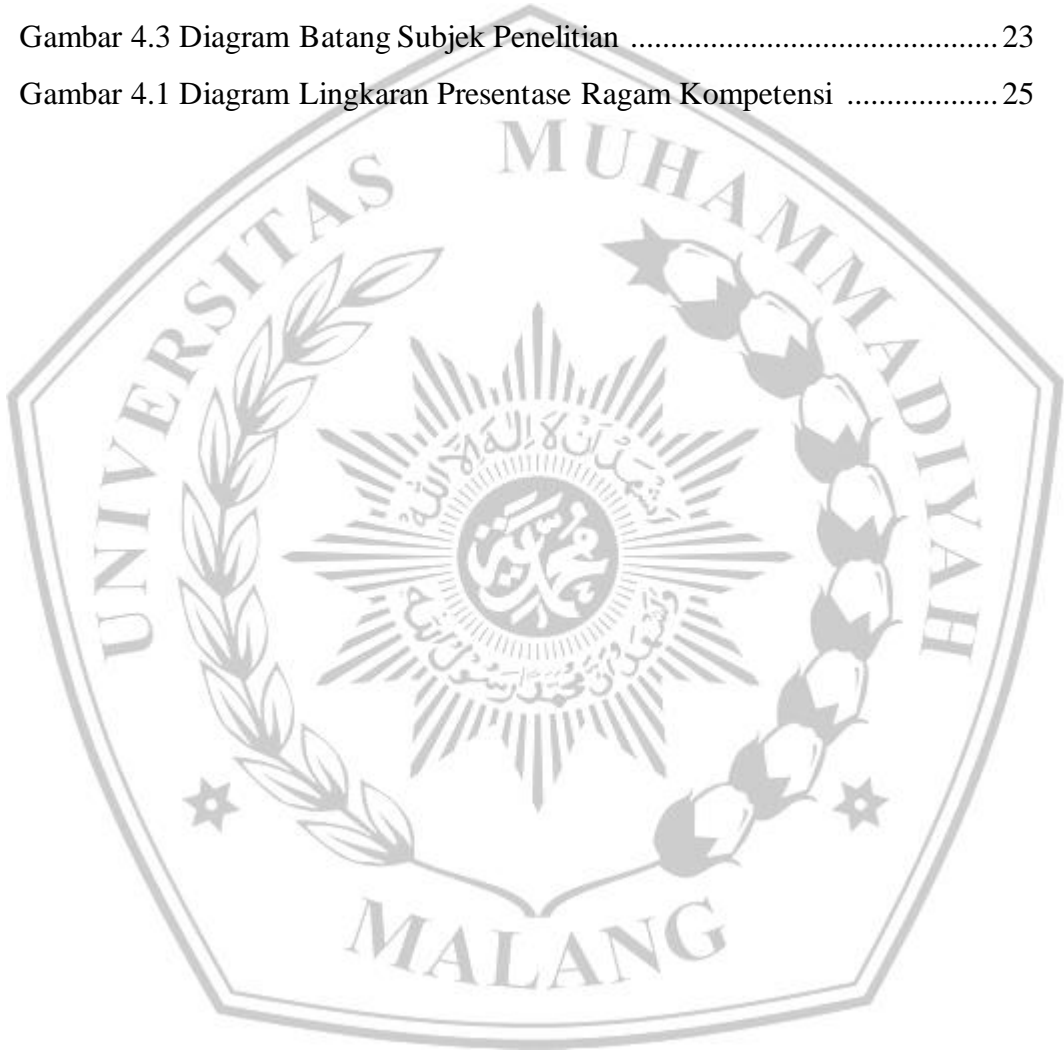 Gambar 4.3 Diagram Batang Subjek Penelitian ............................................ 23
Gambar 4.1 Diagram Lingkaran Presentase Ragam Kompetensi ................... 25
UNIVERSITAS MUHAMMADIYAH
MALANG